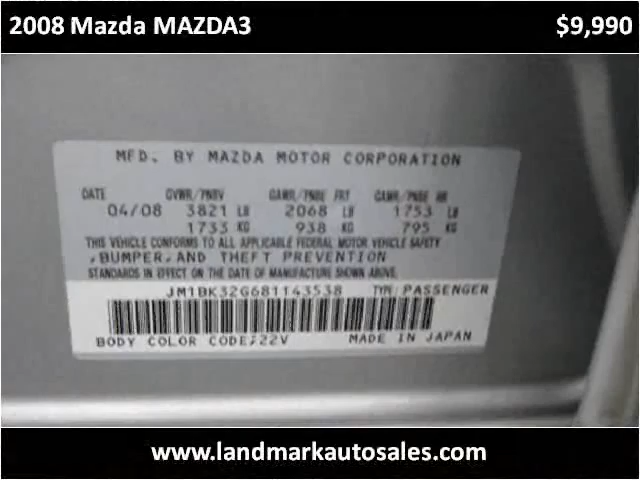 2008 Mazda MAZDA3 $9,990
MFD. BY MAZDA MOTOR CORPORATION
DATE GVWR/PNBV GAWR/PNBE FRT GAWR/PNBE RR
04/08 3821 LB 2068 LB 1753 LB
1733 KG 938 KG 795 KG
THIS VEHICLE CONFORMS TO ALL APPLICABLE FEDERAL MOTOR VEHICLE SAFETY
,BUMPER,AND THEFT PREVENTION
STANDARDS IN EFFECT ON THE DATE OF MANUFACTURE SHOWN ABOVE.
JM1BK32G681143538 TYPE:PASSENGER
BODY COLOR CODE:22V MADE IN JAPAN
www.landmarkautosales.com